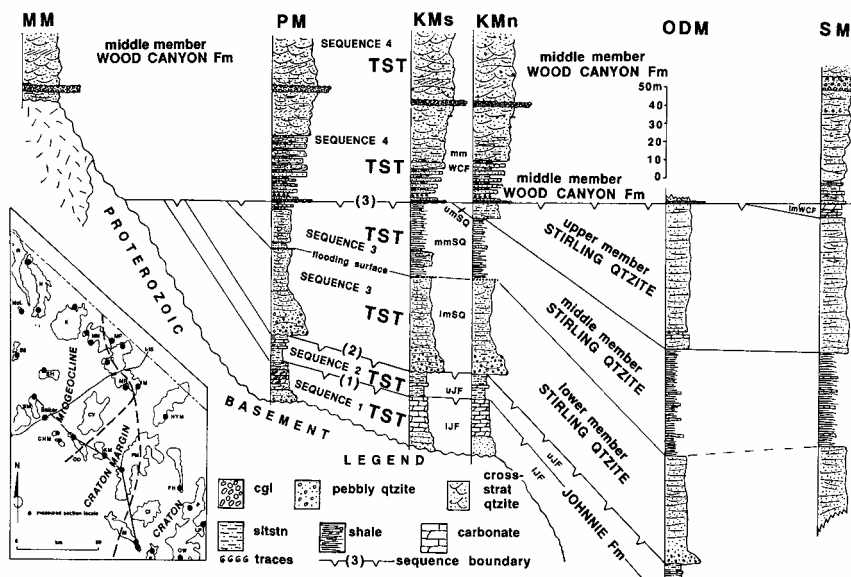 MM
PM
KMs
KMn
ODM
SM
middle member
WOOD CANYON Fm
SEQUENCE 4
TST
middle member
WOOD CANYON Fm
50m
40
30
20
10
0
SEQUENCE 4
TST
mm
WCF
middle member
WOOD CANYON Fm
(3)
umSQ
lmWCF
PROTEROZOIC
BASEMENT
SEQUENCE 3
TST
mmSQ
flooding surface
SEQUENCE 3
TST
lmSQ
upper member
STIRLING QTZITE
middle member
STIRLING QTZITE
lower member
STIRLING QTZITE
(2)
SEQUENCE 2
TST
uJF
(1)
SEQUENCE 1
TST
lJF
uJF
lJF
JOHNNIE Fm
MIOGEOCLINE
CRATON MARGIN
CRATON
Baker
HYM
N
measured section locale
km
LEGEND
cgl
pebbly qtzite
cross-
strat
qtzite
sltstn
shale
carbonate
traces
(3)
sequence boundary